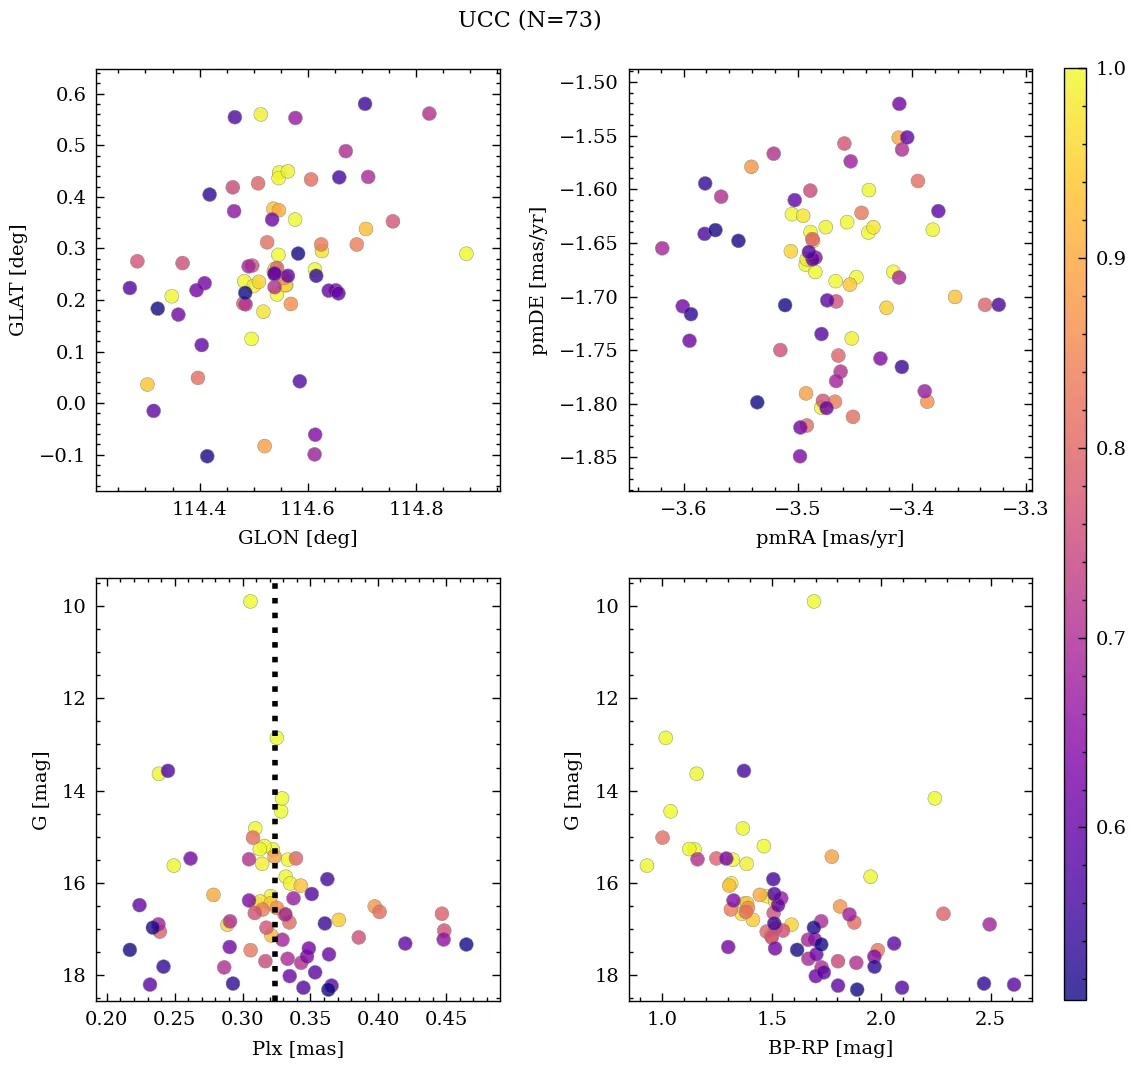 UCC (N=73)
0.6
0.5
0.4
0.3
0.2
0.1
0.0
−0.1
GLAT [deg]
114.4 114.6 114.8
GLON [deg]
−1.50
−1.55
−1.60
−1.65
−1.70
−1.75
−1.80
−1.85
pmDE [mas/yr]
−3.6 −3.5 −3.4 −3.3
pmRA [mas/yr]
10
12
14
16
18
G [mag]
0.20 0.25 0.30 0.35 0.40 0.45
Plx [mas]
10
12
14
16
18
G [mag]
1.0 1.5 2.0 2.5
BP-RP [mag]
1.0
0.9
0.8
0.7
0.6